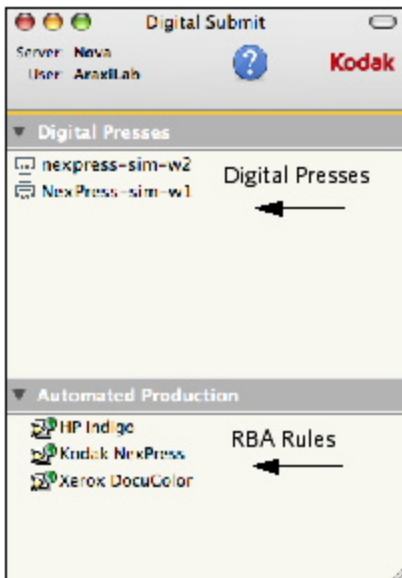 Digital Submit
Server: Nova
User: AraxiLab
Kodak
Digital Presses
nexpress-sim-w2
NexPress-sim-w1
Digital Presses
Automated Production
HP Indigo
Kodak NexPress
Xerox DocuColor
RBA Rules